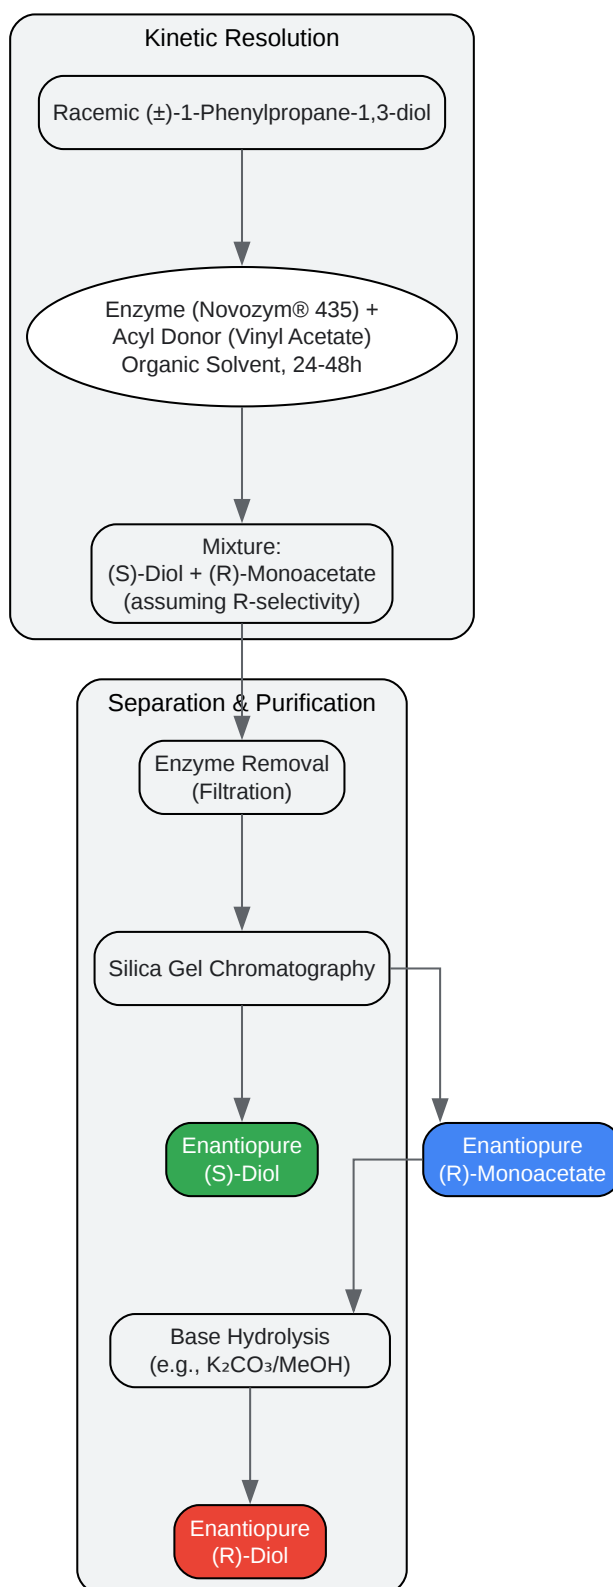 Kinetic Resolution
Racemic (±)-1-Phenylpropane-1,3-diol
Enzyme (Novozym® 435) +
Acyl Donor (Vinyl Acetate)
Organic Solvent, 24-48h
Mixture:
(S)-Diol + (R)-Monoacetate
(assuming R-selectivity)
Separation & Purification
Enzyme Removal
(Filtration)
Silica Gel Chromatography
Enantiopure
(S)-Diol
Enantiopure
(R)-Monoacetate
Base Hydrolysis
(e.g., K₂CO₃/MeOH)
Enantiopure
(R)-Diol